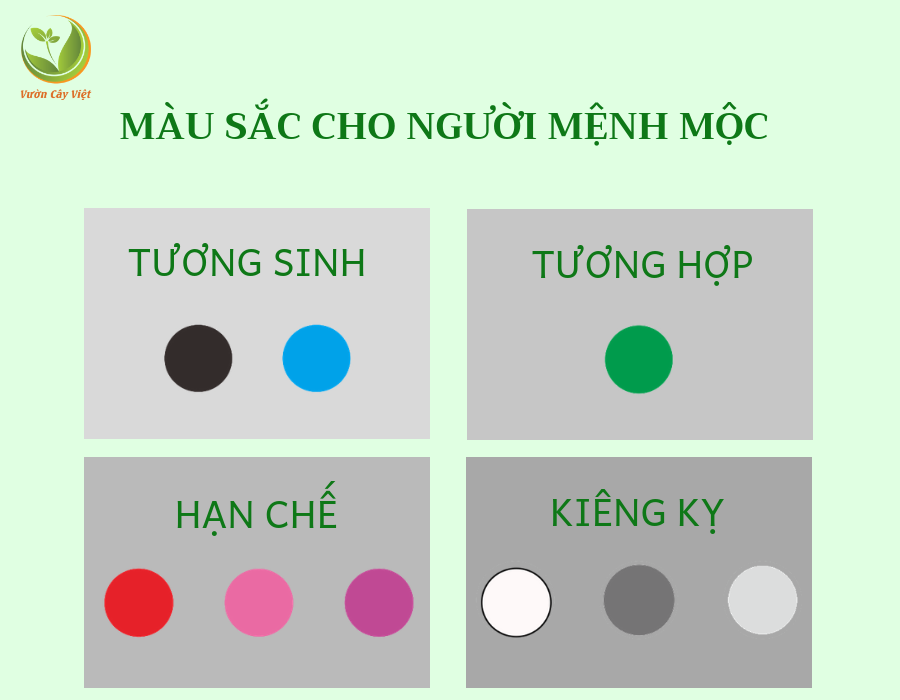 Vườn Cây Việt
MÀU SẮC CHO NGƯỜI MỆNH MỘC
TƯƠNG SINH
TƯƠNG HỢP
HẠN CHẾ
KIÊNG KỴ